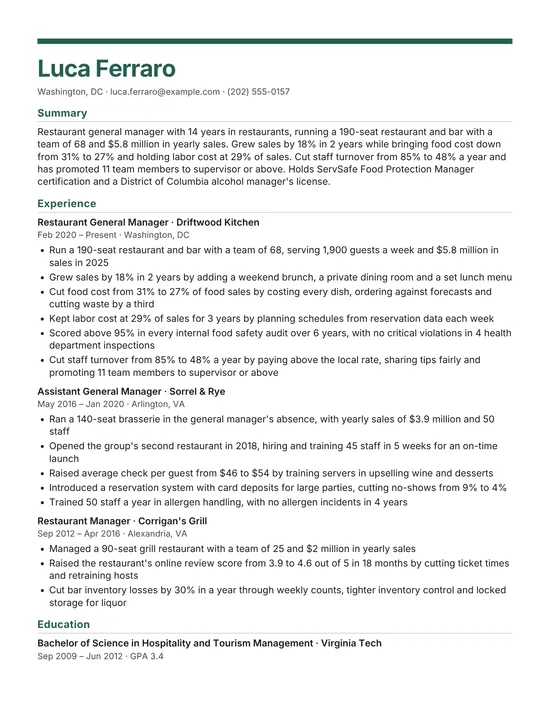 Luca Ferraro
Washington, DC · luca.ferraro@example.com · (202) 555-0157
Summary
Restaurant general manager with 14 years in restaurants, running a 190-seat restaurant and bar with a
team of 68 and $5.8 million in yearly sales. Grew sales by 18% in 2 years while bringing food cost down
from 31% to 27% and holding labor cost at 29% of sales. Cut staff turnover from 85% to 48% a year and
has promoted 11 team members to supervisor or above. Holds ServSafe Food Protection Manager
certification and a District of Columbia alcohol manager's license.
Experience
Restaurant General Manager · Driftwood Kitchen
Feb 2020 – Present · Washington, DC
• Run a 190-seat restaurant and bar with a team of 68, serving 1,900 guests a week and $5.8 million in
sales in 2025
• Grew sales by 18% in 2 years by adding a weekend brunch, a private dining room and a set lunch menu
• Cut food cost from 31% to 27% of food sales by costing every dish, ordering against forecasts and
cutting waste by a third
• Kept labor cost at 29% of sales for 3 years by planning schedules from reservation data each week
• Scored above 95% in every internal food safety audit over 6 years, with no critical violations in 4 health
department inspections
• Cut staff turnover from 85% to 48% a year by paying above the local rate, sharing tips fairly and
promoting 11 team members to supervisor or above
Assistant General Manager · Sorrel & Rye
May 2016 – Jan 2020 · Arlington, VA
• Ran a 140-seat brasserie in the general manager's absence, with yearly sales of $3.9 million and 50
staff
• Opened the group's second restaurant in 2018, hiring and training 45 staff in 5 weeks for an on-time
launch
• Raised average check per guest from $46 to $54 by training servers in upselling wine and desserts
• Introduced a reservation system with card deposits for large parties, cutting no-shows from 9% to 4%
• Trained 50 staff a year in allergen handling, with no allergen incidents in 4 years
Restaurant Manager · Corrigan's Grill
Sep 2012 – Apr 2016 · Alexandria, VA
• Managed a 90-seat grill restaurant with a team of 25 and $2 million in yearly sales
• Raised the restaurant's online review score from 3.9 to 4.6 out of 5 in 18 months by cutting ticket times
and retraining hosts
• Cut bar inventory losses by 30% in a year through weekly counts, tighter inventory control and locked
storage for liquor
Education
Bachelor of Science in Hospitality and Tourism Management · Virginia Tech
Sep 2009 – Jun 2012 · GPA 3.4